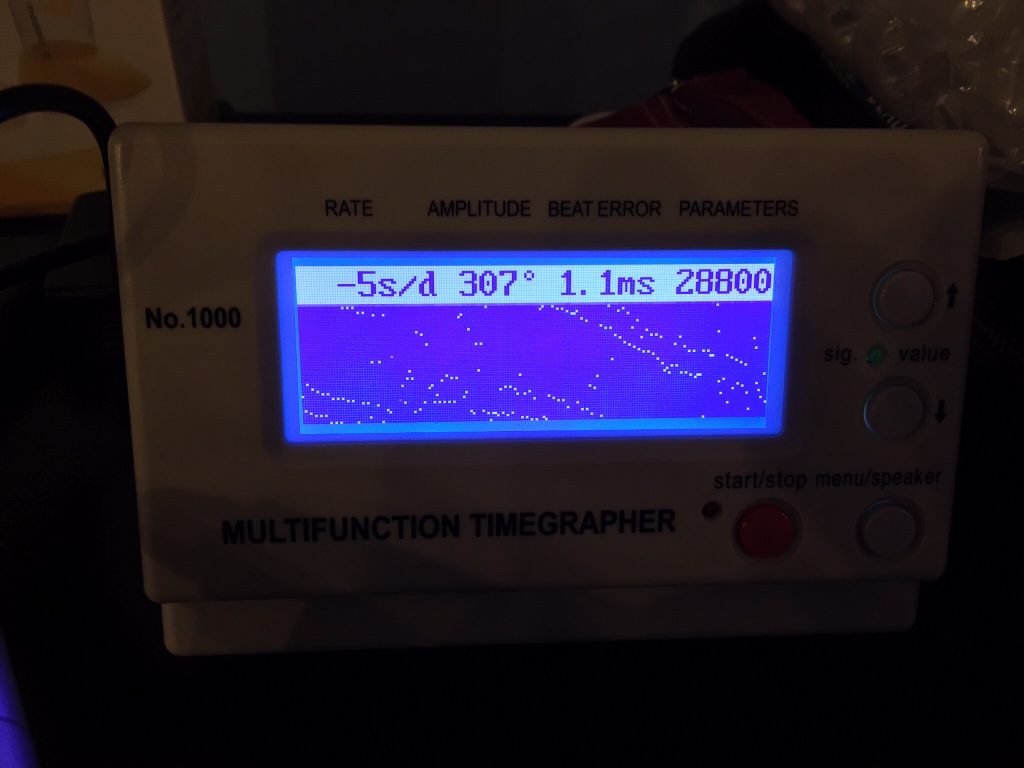 RATE AMPLITUDE BEAT ERROR PARAMETERS
-5s/d 307° 1.1ms 28800
No.1000
sig. value
start/stop menu/speaker
MULTIFUNCTION TIMEGRAPHER